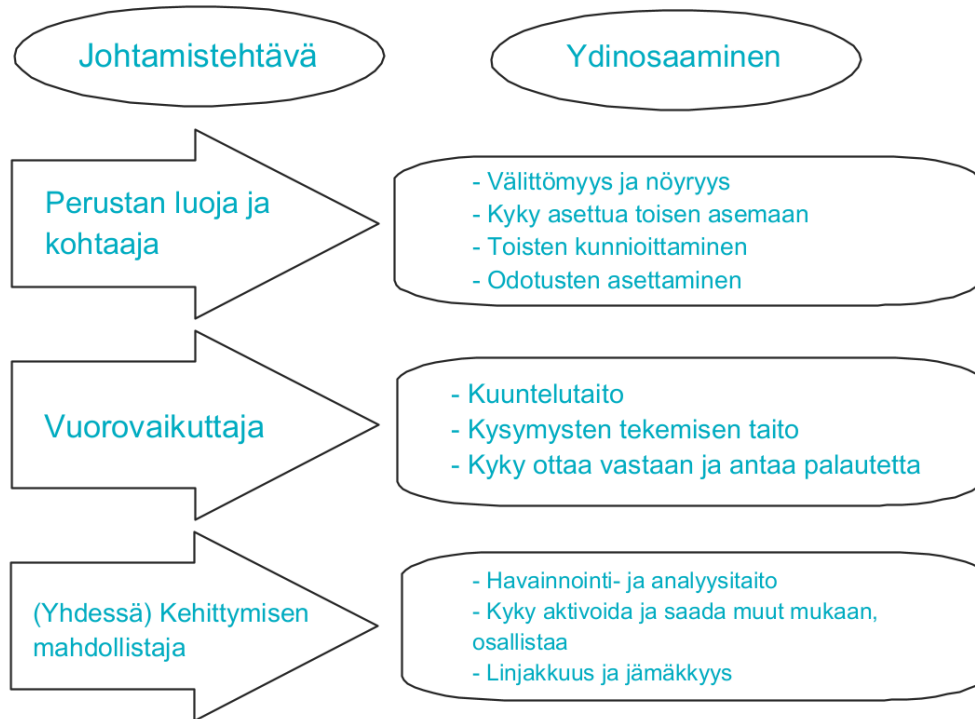 Johtamistehtävä
Ydinosaaminen
Perustan luoja ja
kohtaaja
- Välittömyys ja nöyryys
- Kyky asettua toisen asemaan
- Toisten kunnioittaminen
- Odotusten asettaminen
Vuorovaikuttaja
- Kuuntelutaito
- Kysymysten tekemisen taito
- Kyky ottaa vastaan ja antaa palautetta
(Yhdessä) Kehittymisen
mahdollistaja
- Havainnointi- ja analyysitaito
- Kyky aktivoida ja saada muut mukaan,
osallistaa
- Linjakkuus ja jämäkkyys